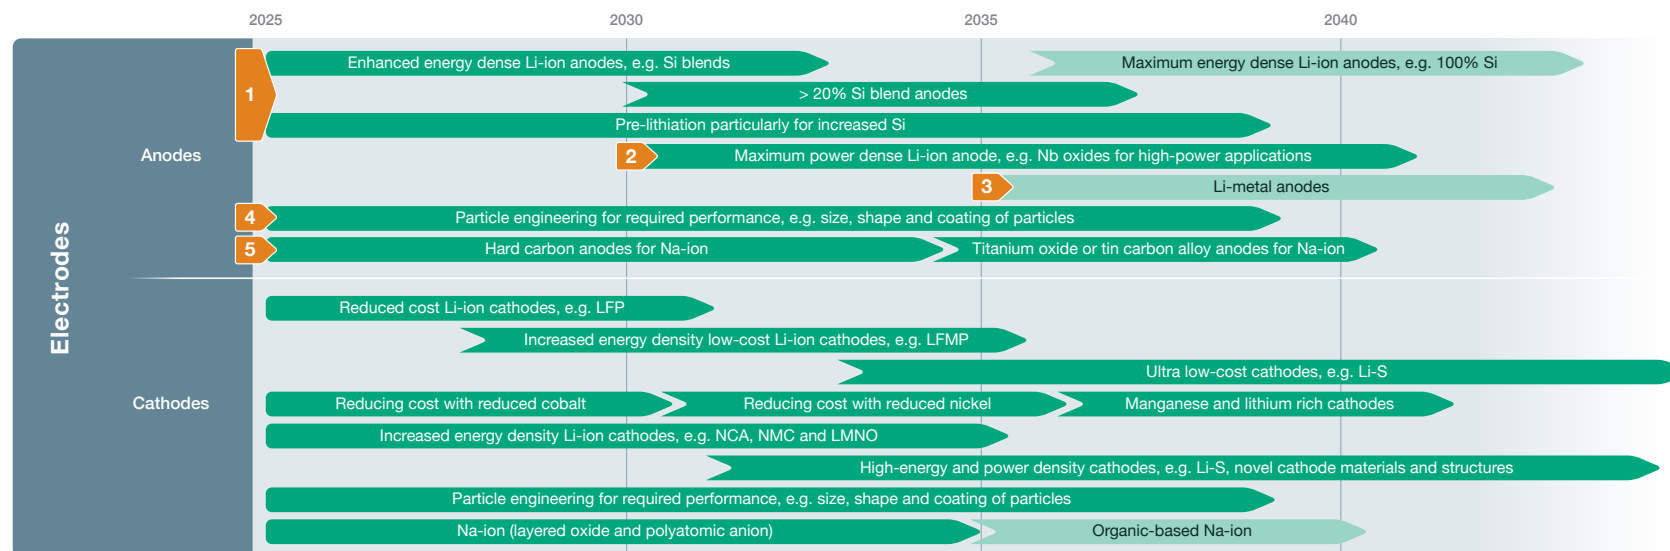 2025 2030 2035 2040
Electrodes
Anodes
1
Enhanced energy dense Li-ion anodes, e.g. Si blends
Maximum energy dense Li-ion anodes, e.g. 100% Si
> 20% Si blend anodes
Pre-lithiation particularly for increased Si
2
Maximum power dense Li-ion anode, e.g. Nb oxides for high-power applications
3
Li-metal anodes
4
Particle engineering for required performance, e.g. size, shape and coating of particles
5
Hard carbon anodes for Na-ion
Titanium oxide or tin carbon alloy anodes for Na-ion
Cathodes
Reduced cost Li-ion cathodes, e.g. LFP
Increased energy density low-cost Li-ion cathodes, e.g. LFMP
Ultra low-cost cathodes, e.g. Li-S
Reducing cost with reduced cobalt
Reducing cost with reduced nickel
Manganese and lithium rich cathodes
Increased energy density Li-ion cathodes, e.g. NCA, NMC and LMNO
High-energy and power density cathodes, e.g. Li-S, novel cathode materials and structures
Particle engineering for required performance, e.g. size, shape and coating of particles
Na-ion (layered oxide and polyatomic anion)
Organic-based Na-ion